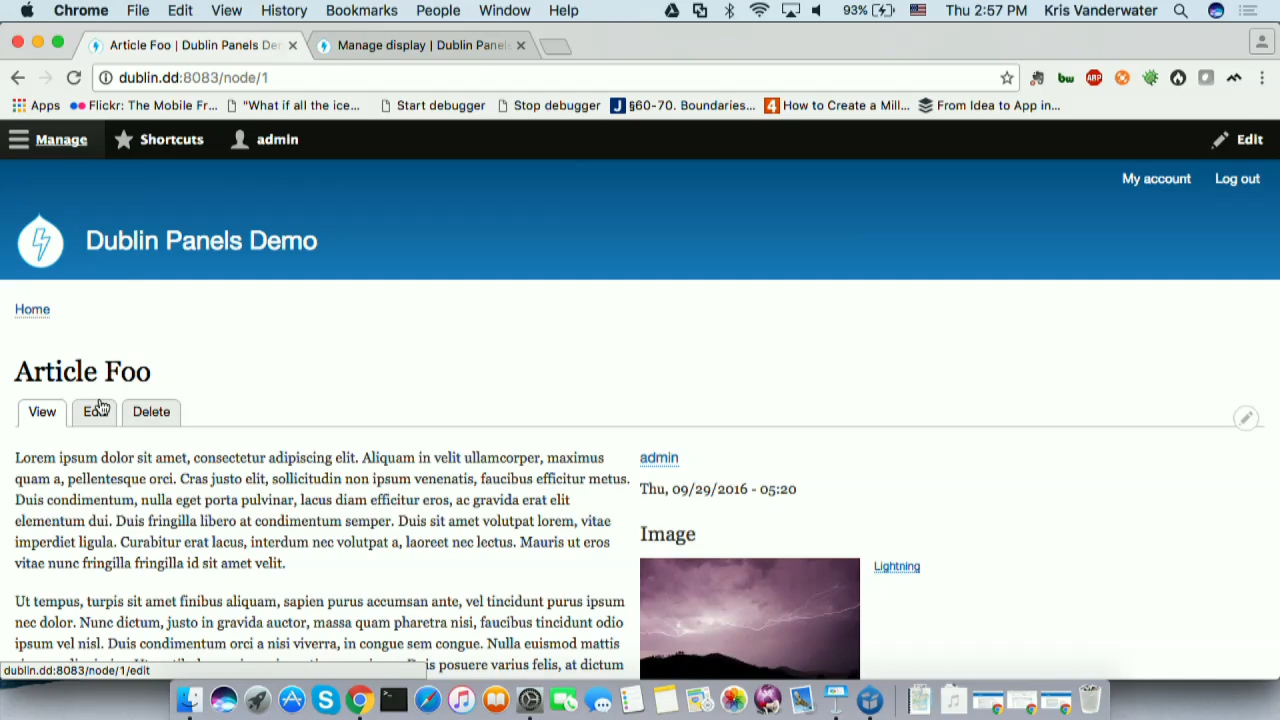 Chrome File Edit View History Bookmarks People Window Help 93% Thu 2:57 PM Kris Vanderwater
Article Foo | Dublin Panels De Manage display | Dublin Panel
dublin.dd:8083/node/1 bw ABP
Apps Flickr: The Mobile Fr... "What if all the ice... Start debugger Stop debugger J §60-70. Boundaries... 4 How to Create a Mill... From Idea to App in...
Manage Shortcuts admin Edit
My account Log out
Dublin Panels Demo
Home
Article Foo
View Edit Delete
Lorem ipsum dolor sit amet, consectetur adipiscing elit. Aliquam in velit ullamcorper, maximus
quam a, pellentesque orci. Cras justo elit, sollicitudin non ipsum venenatis, faucibus efficitur metus.
Duis condimentum, nulla eget porta pulvinar, lacus diam efficitur eros, ac gravida erat elit
elementum dui. Duis fringilla libero at condimentum semper. Duis sit amet volutpat lorem, vitae
imperdiet ligula. Curabitur erat lacus, interdum nec volutpat a, laoreet nec lectus. Mauris ut eros
vitae nunc fringilla fringilla id sit amet velit.
Ut tempus, turpis sit amet finibus aliquam, sapien purus accumsan ante, vel tincidunt purus ipsum
nec dolor. Nunc dictum, justo in gravida auctor, massa quam pharetra nisi, faucibus tincidunt odio
ipsum vel nisl. Duis condimentum orci a nisi viverra, in congue sem congue. Nulla euismod mattis
posuere varius felis, at dictum
admin
Thu, 09/29/2016 - 05:20
Image
Lightning
dublin.dd:8083/node/1/edit